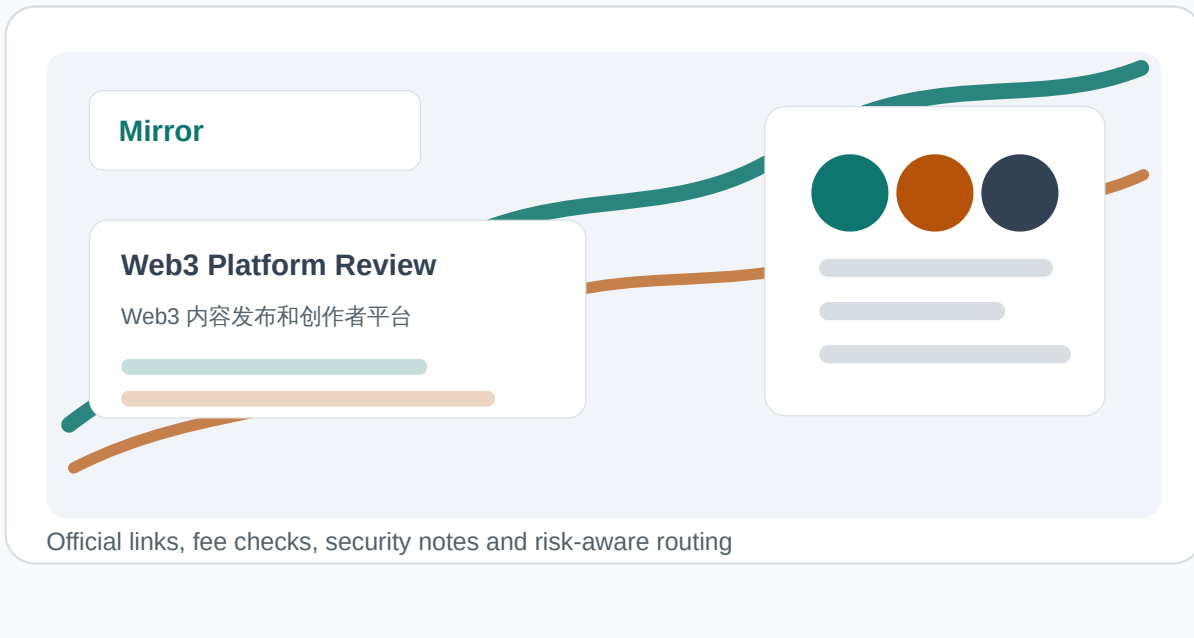 Mirror
Web3 Platform Review
Web3 内容发布和创作者平台
Official links, fee checks, security notes and risk-aware routing